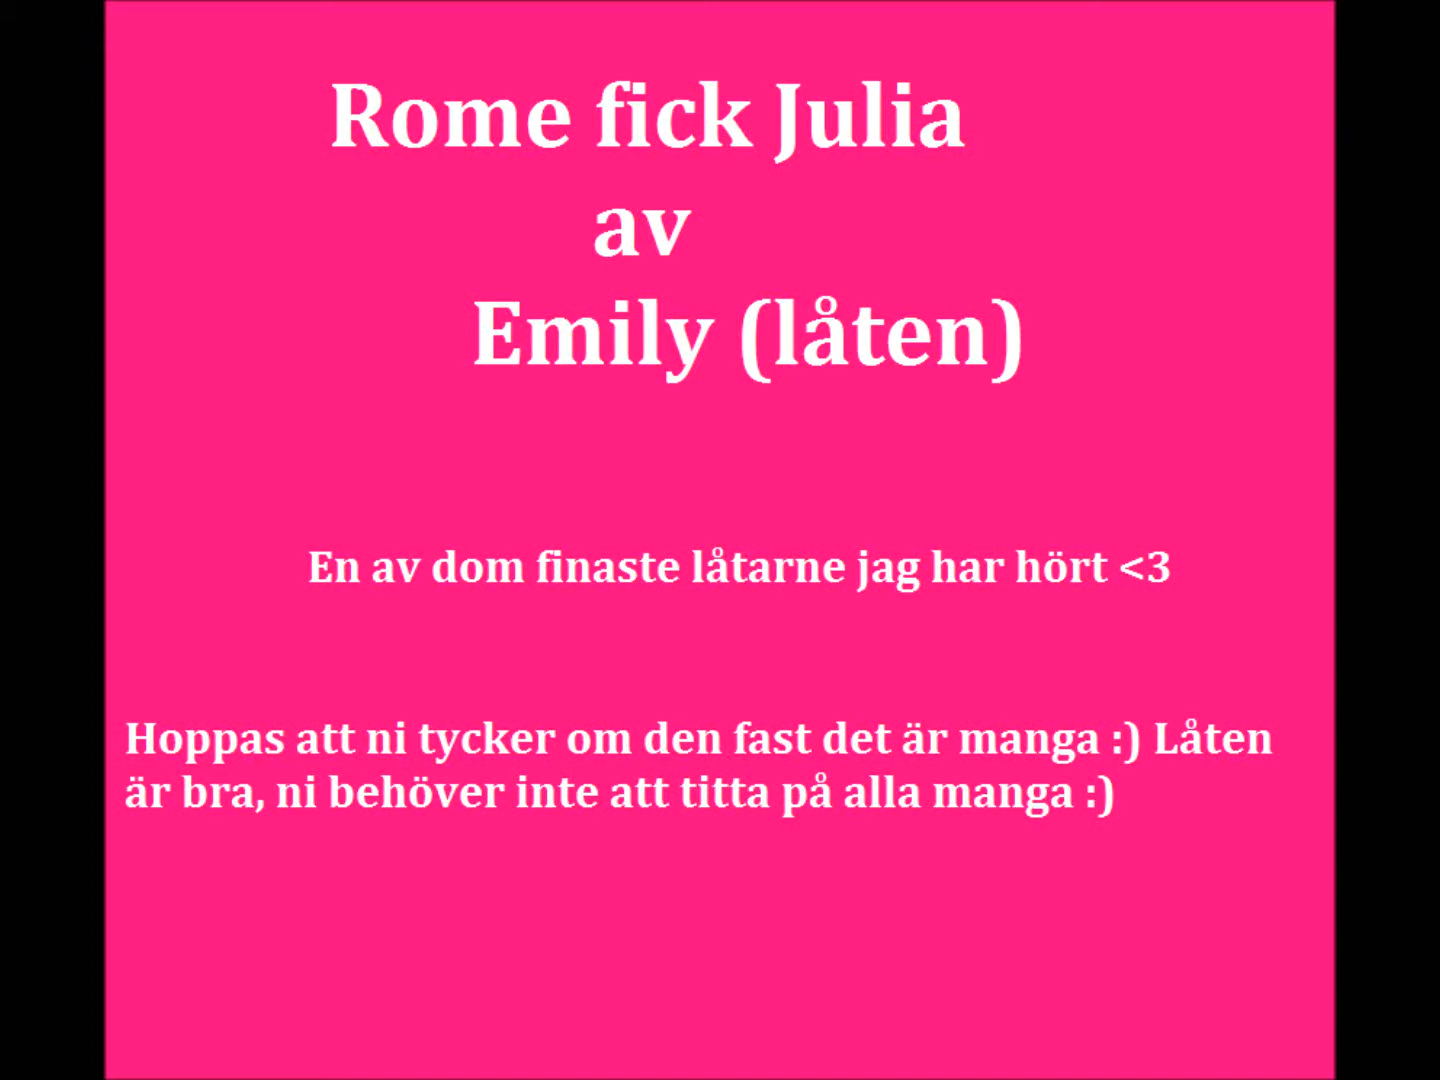 Rome fick Julia
av
Emily (låten)
En av dom finaste låtarne jag har hört <3
Hoppas att ni tycker om den fast det är manga :) Låten
är bra, ni behöver inte att titta på alla manga :)